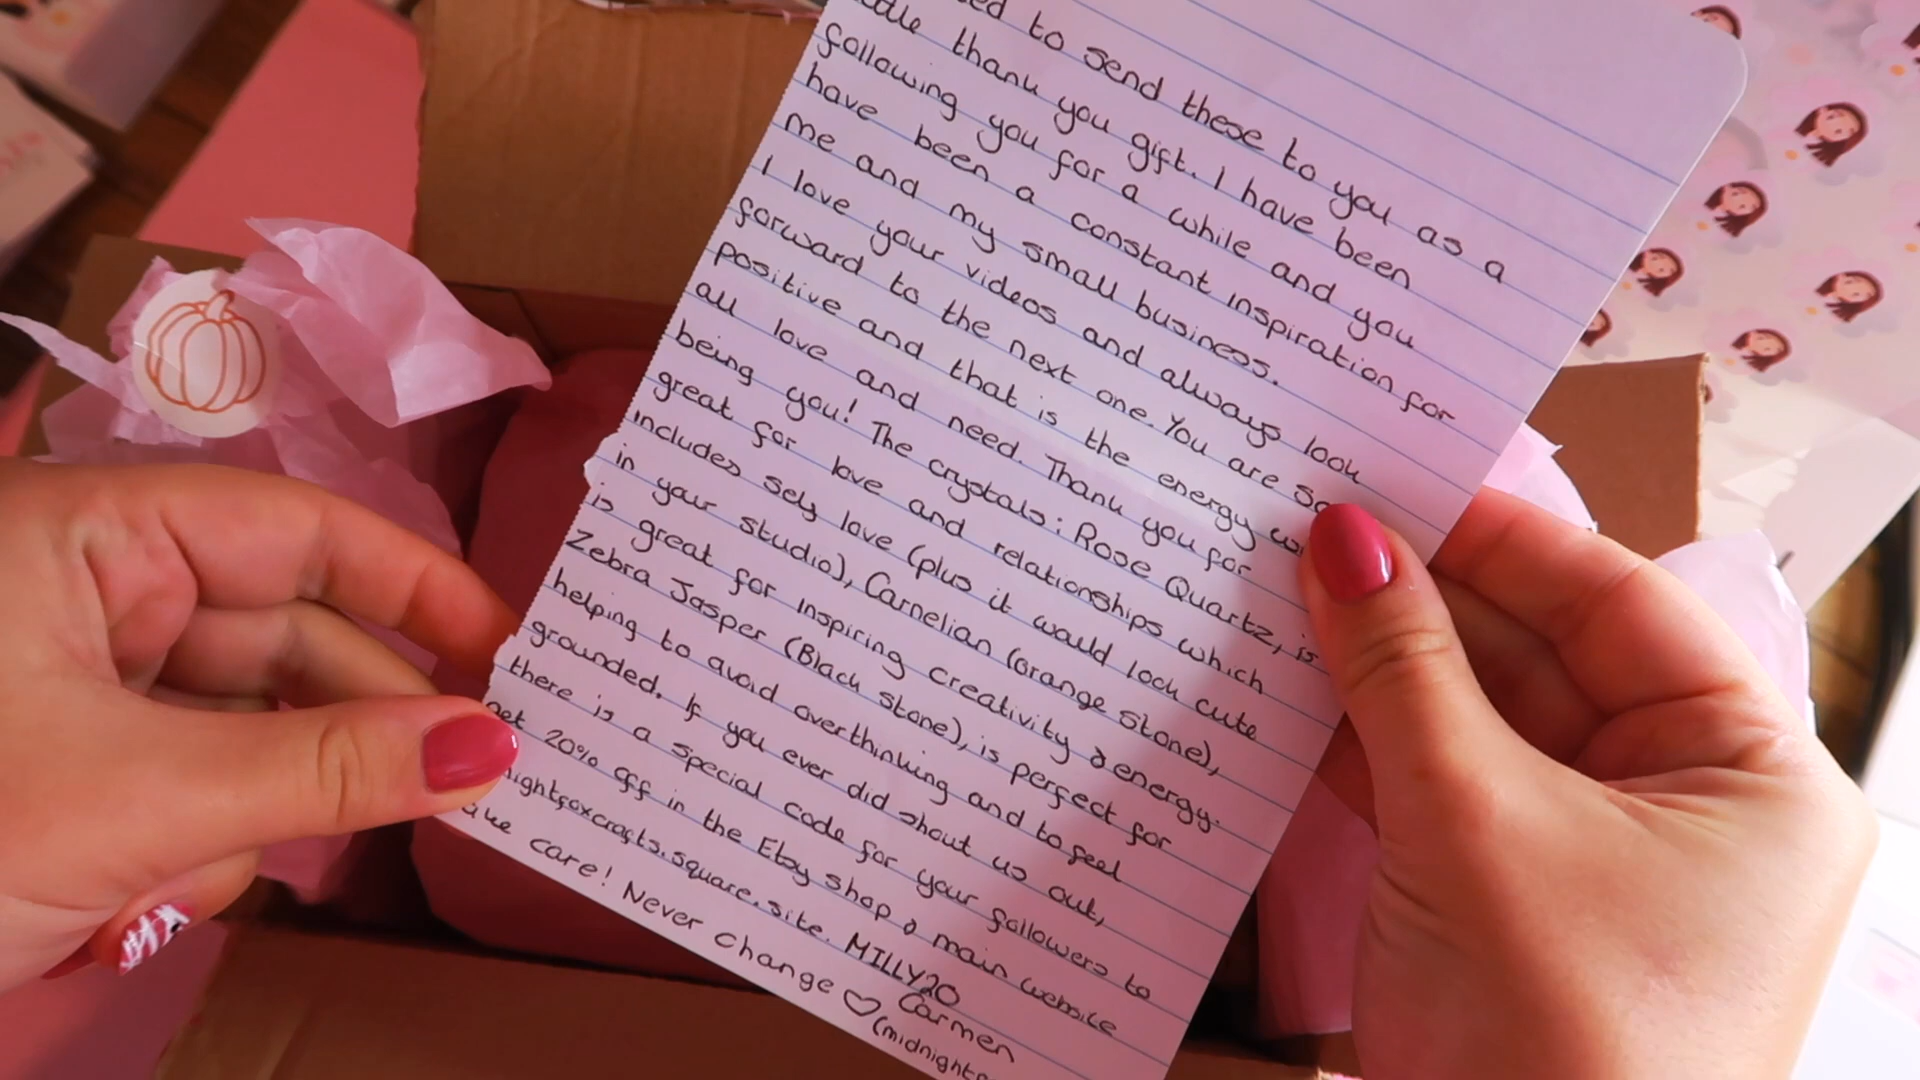 to send these to you as a
thank you gift. I have been
following you for a while and you
have been a constant inspiration for
me and my small business.
I love your videos and always look
forward to the next one. You are so
positive and that is the energy
all love and need. Thank you for
being you! The crystals: Rose Quartz, is
great for love and relationships which
includes self love (plus it would look cute
in your studio), Carnelian (orange stone),
is great for inspiring creativity & energy.
Zebra Jasper (Black stone), is perfect for
helping to avoid overthinking and to feel
grounded. If you ever did shout us out,
there is a special code for your followers to
get 20% off in the Etsy shop & main website
nightfoxcrafts.square.site. MILLY20
care! Never change ♡ Carmen
(midnight